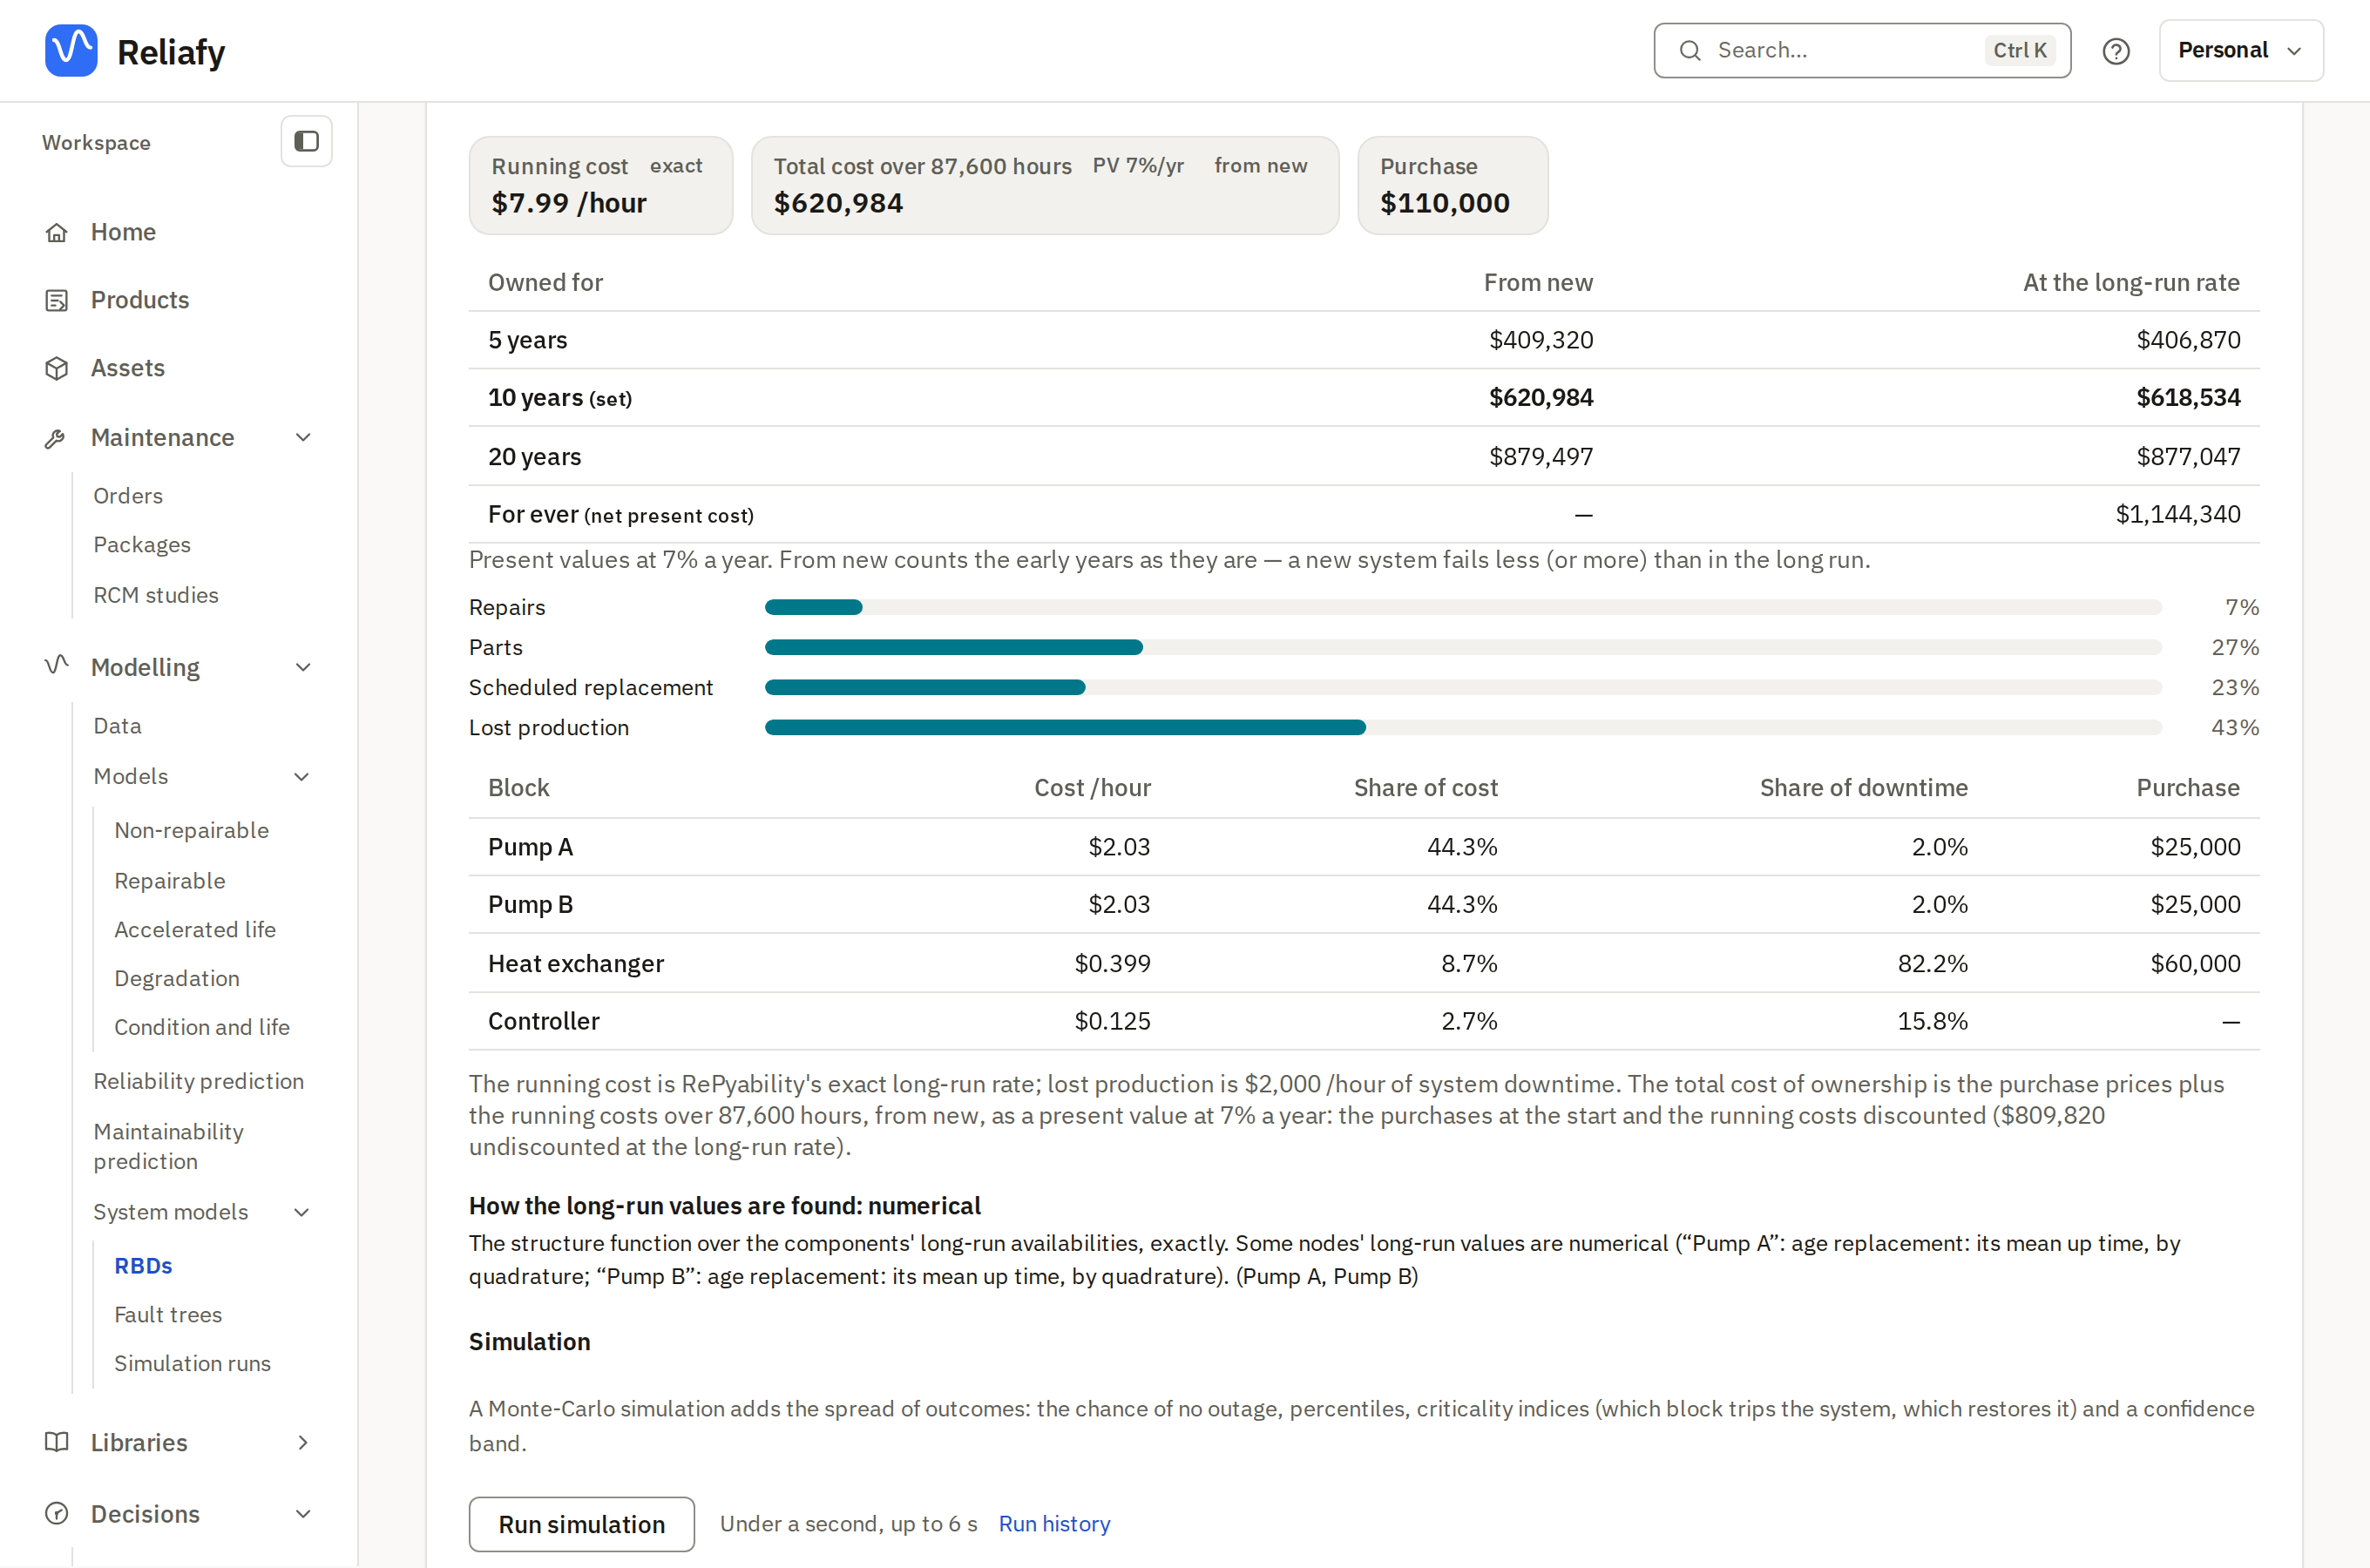 Reliafy
Search...
Ctrl K
Personal
Workspace
Home
Products
Assets
Maintenance
Orders
Packages
RCM studies
Modelling
Data
Models
Non-repairable
Repairable
Accelerated life
Degradation
Condition and life
Reliability prediction
Maintainability
prediction
System models
RBDs
Fault trees
Simulation runs
Libraries
Decisions
Running cost exact
$7.99 /hour
Total cost over 87,600 hours PV 7%/yr from new
$620,984
Purchase
$110,000
Owned for From new At the long-run rate
5 years $409,320 $406,870
10 years (set) $620,984 $618,534
20 years $879,497 $877,047
For ever (net present cost) — $1,144,340
Present values at 7% a year. From new counts the early years as they are — a new system fails less (or more) than in the long run.
Repairs 7%
Parts 27%
Scheduled replacement 23%
Lost production 43%
Block Cost /hour Share of cost Share of downtime Purchase
Pump A $2.03 44.3% 2.0% $25,000
Pump B $2.03 44.3% 2.0% $25,000
Heat exchanger $0.399 8.7% 82.2% $60,000
Controller $0.125 2.7% 15.8% —
The running cost is RePyability's exact long-run rate; lost production is $2,000 /hour of system downtime. The total cost of ownership is the purchase prices plus
the running costs over 87,600 hours, from new, as a present value at 7% a year: the purchases at the start and the running costs discounted ($809,820
undiscounted at the long-run rate).
How the long-run values are found: numerical
The structure function over the components' long-run availabilities, exactly. Some nodes' long-run values are numerical (“Pump A”: age replacement: its mean up time, by
quadrature; “Pump B”: age replacement: its mean up time, by quadrature). (Pump A, Pump B)
Simulation
A Monte-Carlo simulation adds the spread of outcomes: the chance of no outage, percentiles, criticality indices (which block trips the system, which restores it) and a confidence
band.
Run simulation
Under a second, up to 6 s Run history